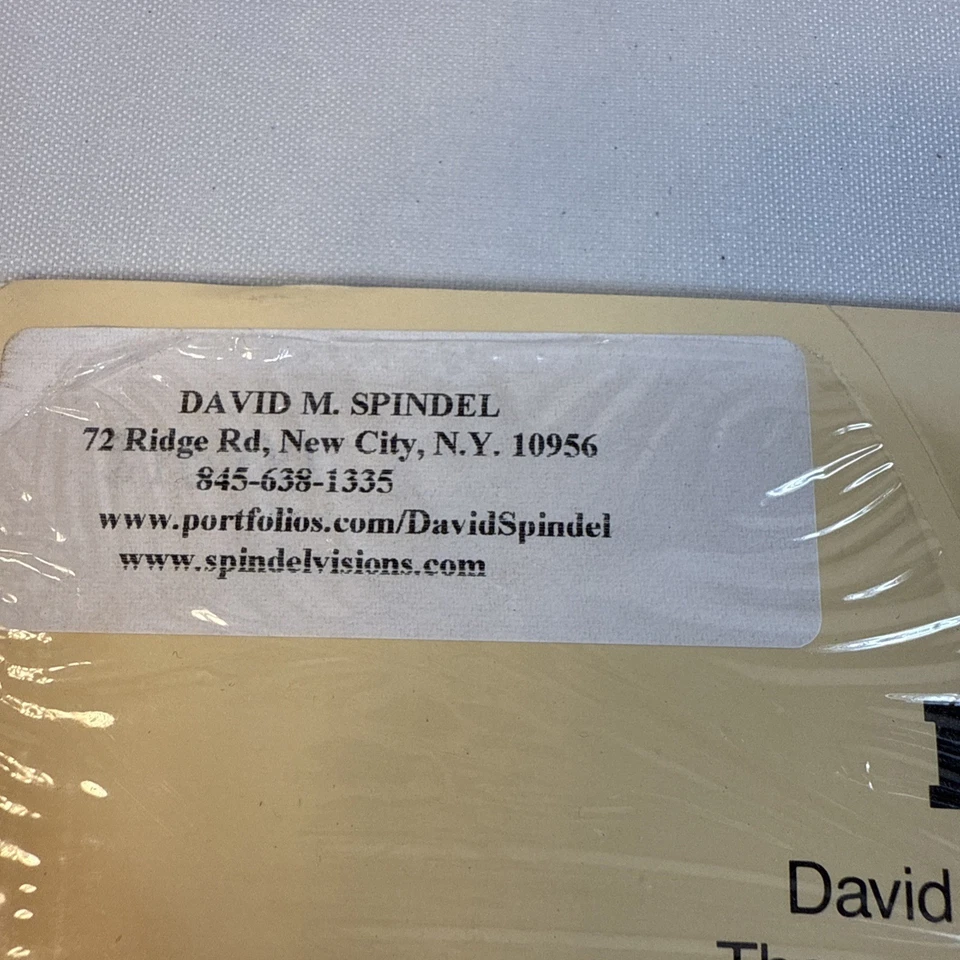 DAVID M. SPINDEL
72 Ridge Rd, New City, N.Y. 10956
845-638-1335
www.portfolios.com/DavidSpindel
www.spindelvisions.com
David